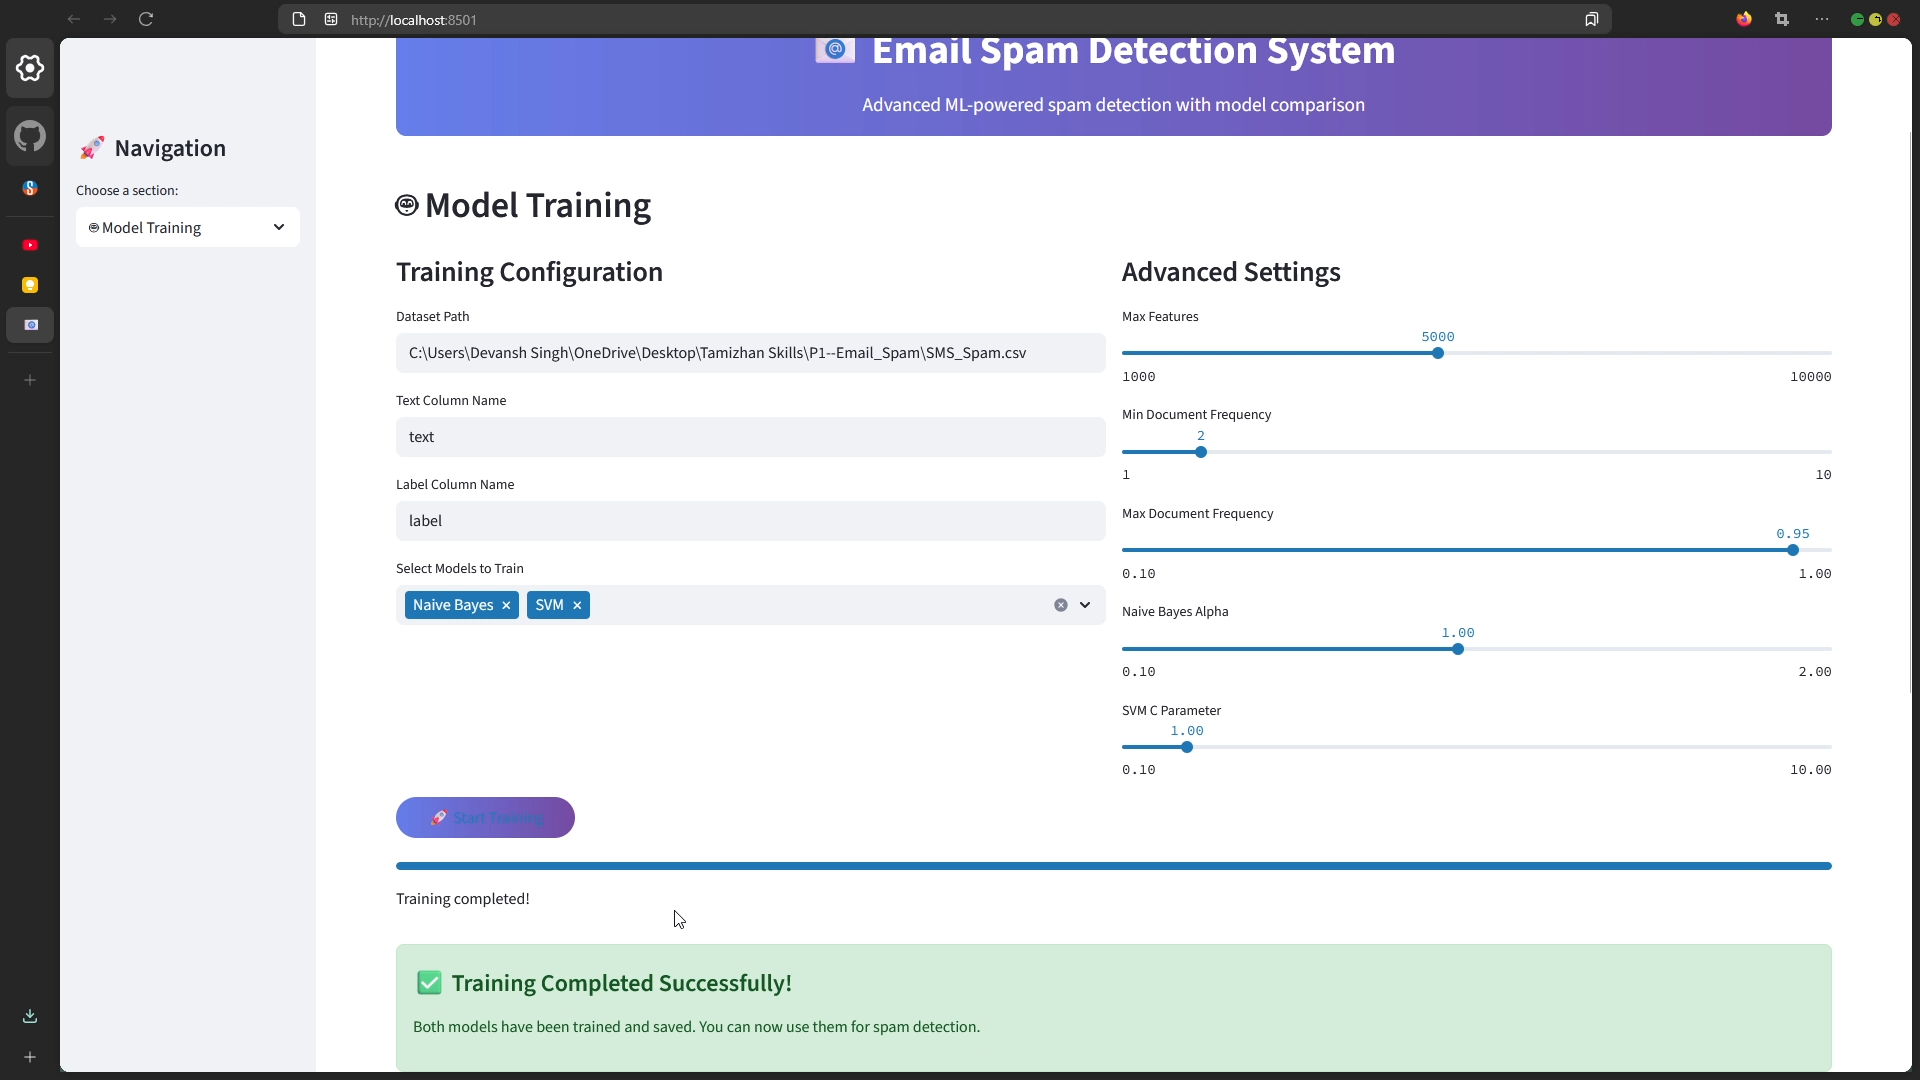 http://localhost:8501
Email Spam Detection System
Advanced ML-powered spam detection with model comparison
Navigation
Choose a section:
Model Training
Model Training
Training Configuration
Dataset Path
C:\Users\Devansh Singh\OneDrive\Desktop\Tamizhan Skills\P1--Email_Spam\SMS_Spam.csv
Text Column Name
text
Label Column Name
label
Select Models to Train
Naive Bayes × SVM ×
Advanced Settings
Max Features
5000
1000 10000
Min Document Frequency
2
1 10
Max Document Frequency
0.95
0.10 1.00
Naive Bayes Alpha
1.00
0.10 2.00
SVM C Parameter
1.00
0.10 10.00
Start Training
Training completed!
Training Completed Successfully!
Both models have been trained and saved. You can now use them for spam detection.